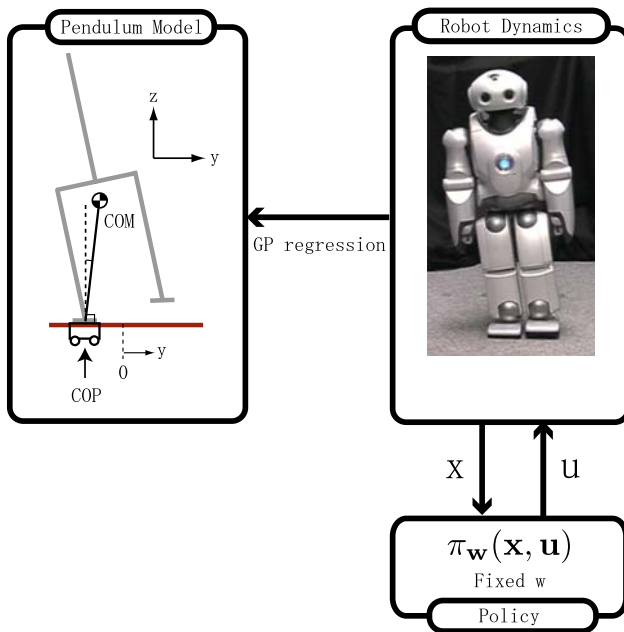 Pendulum Model
z
y
COM
y
0
COP
GP regression
Robot Dynamics
x
u
π_w(x, u)
Fixed w
Policy